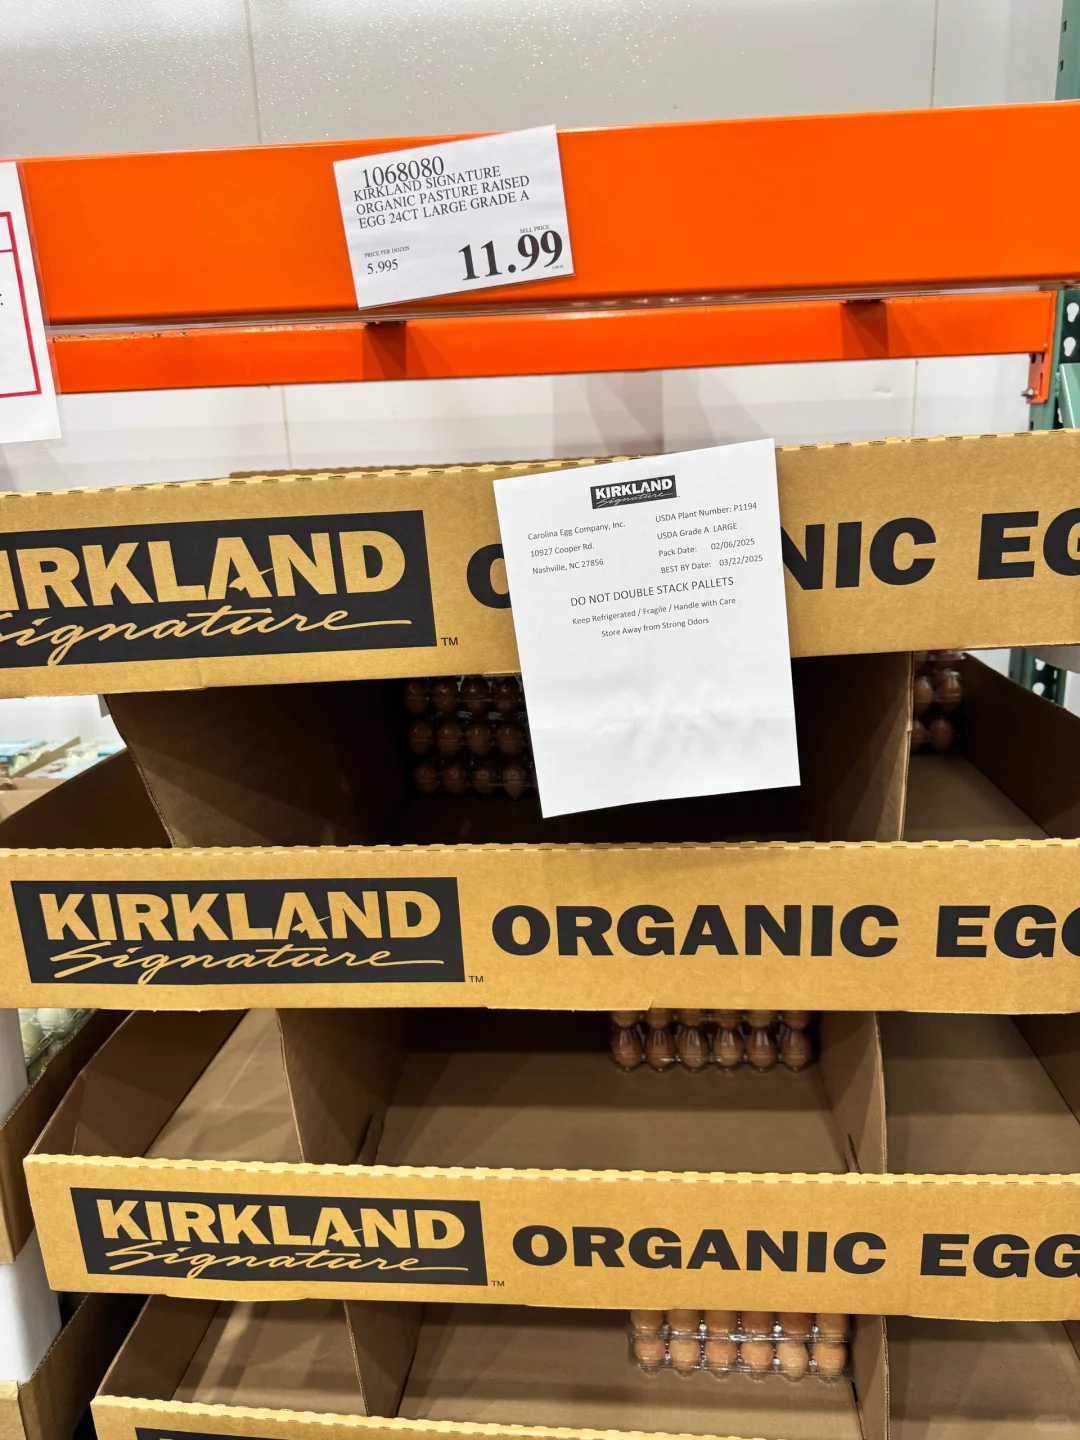 1068080
KIRKLAND SIGNATURE
ORGANIC PASTURE RAISED
EGG 24CT LARGE GRADE A
PRICE PER DOZEN
5.995
SELL PRICE
11.99
KIRKLAND
Signature
Carolina Egg Company, Inc.
10927 Cooper Rd.
Nashville, NC 27856
USDA Plant Number: P1194
USDA Grade A LARGE
Pack Date: 02/06/2025
BEST BY Date: 03/22/2025
DO NOT DOUBLE STACK PALLETS
Keep Refrigerated / Fragile / Handle with Care
Store Away from Strong Odors
IRKLAND
Signature TM
O
NIC EG
KIRKLAND
Signature TM
ORGANIC EGG
KIRKLAND
Signature TM
ORGANIC EGG